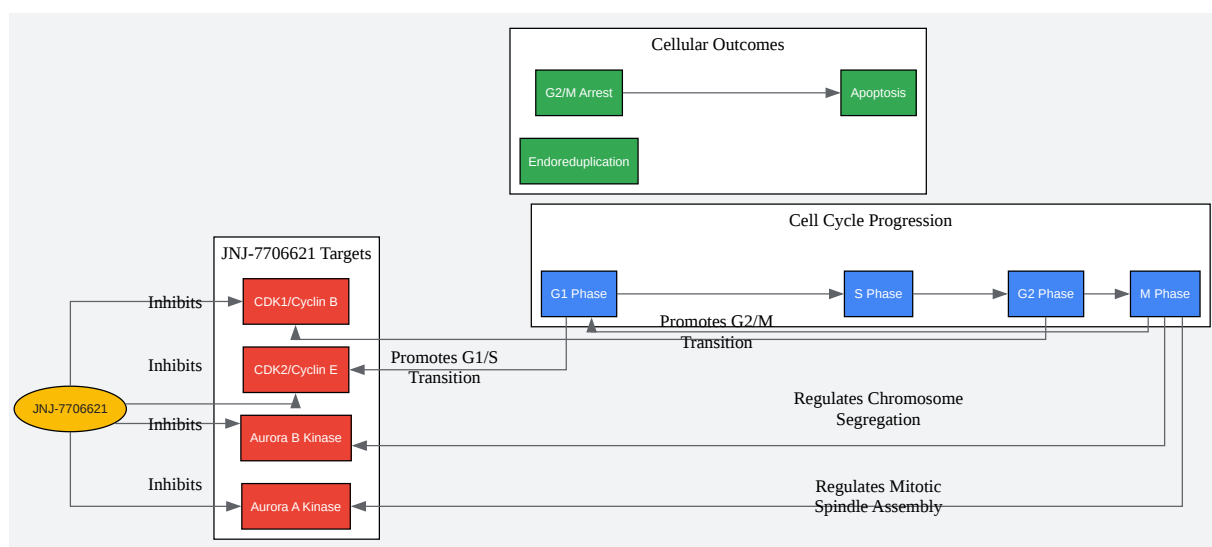 Cellular Outcomes
G2/M Arrest
Apoptosis
Endoreduplication
Cell Cycle Progression
G1 Phase
S Phase
G2 Phase
M Phase
JNJ-7706621 Targets
CDK1/Cyclin B
CDK2/Cyclin E
Aurora B Kinase
Aurora A Kinase
JNJ-7706621
Inhibits
Inhibits
Inhibits
Inhibits
Promotes G2/M
Transition
Promotes G1/S
Transition
Regulates Chromosome
Segregation
Regulates Mitotic
Spindle Assembly